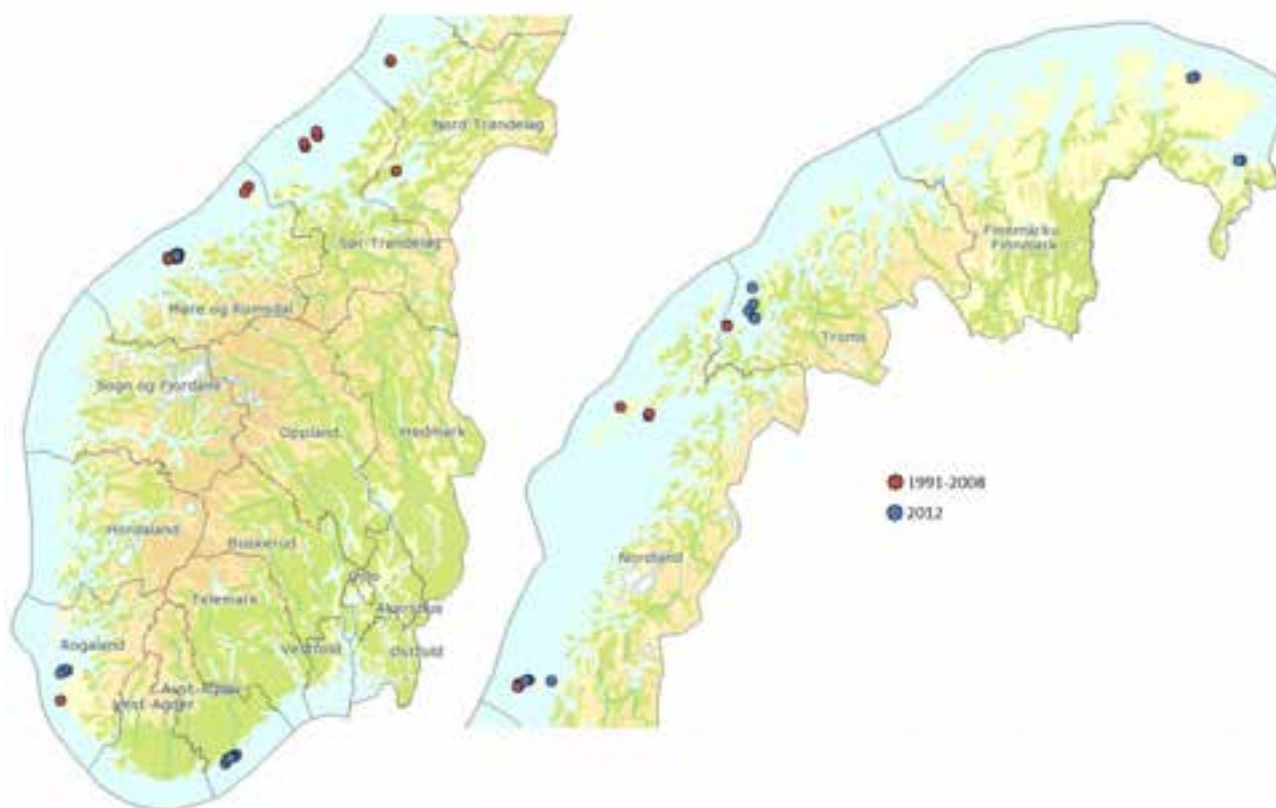 Nord-Trøndelag
Sør-Trøndelag
Møre og Romsdal
Sogn og Fjordane
Oppland
Hedmark
Hordaland
Buskerud
Oslo
Telemark
Akershus
Rogaland
Vestfold
Østfold
Aust-Agder
Vest-Agder
Finnmárku
Finnmark
Troms
Nordland
1991-2008
2012